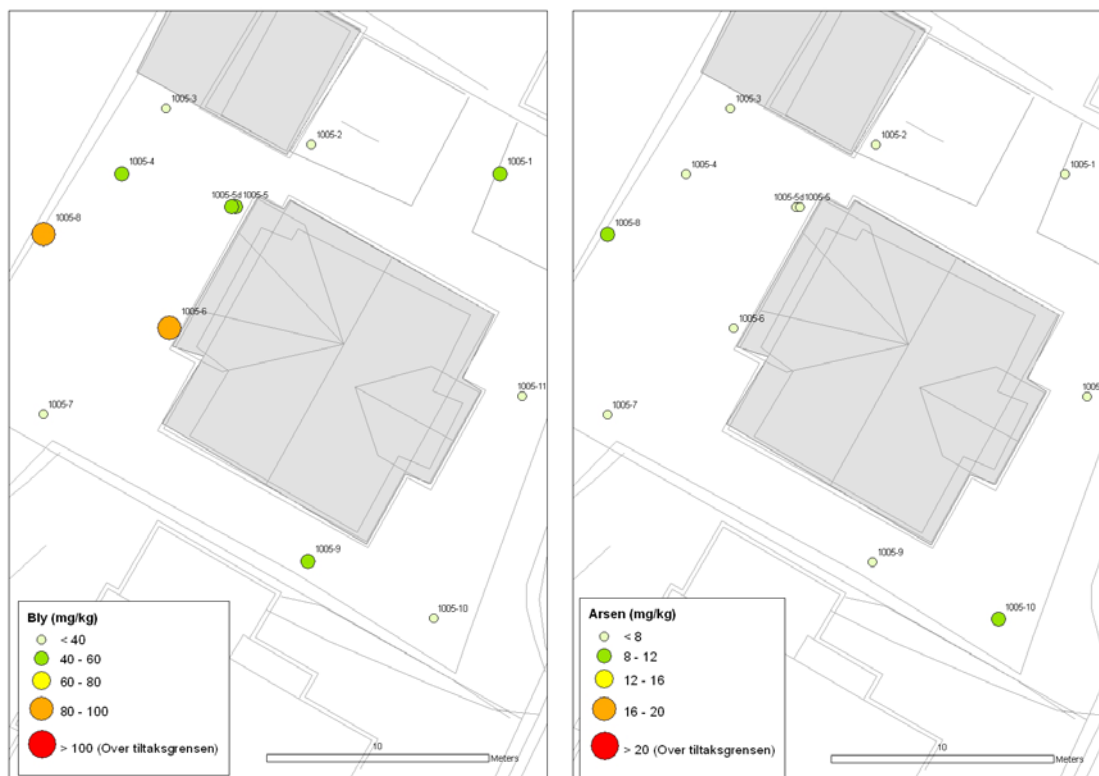 1005-3
1005-2
1005-4
1005-1
1005-5d
1005-5
1005-8
1005-6
1005-11
1005-7
1005-9
1005-10
Bly (mg/kg)
< 40
40 - 60
60 - 80
80 - 100
> 100 (Over tiltaksgrensen)
10
Meters
1005-3
1005-2
1005-4
1005-1
1005-5d
1005-5
1005-8
1005-6
1005
1005-7
1005-9
1005-10
Arsen (mg/kg)
< 8
8 - 12
12 - 16
16 - 20
> 20 (Over tiltaksgrensen)
10
Meters